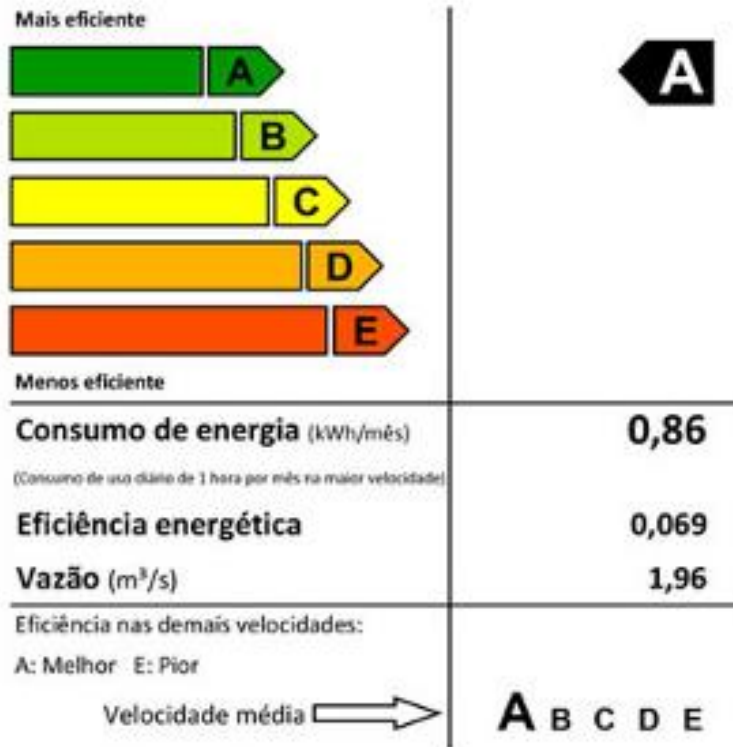 Mais eficiente
A
A
B
C
D
E
Menos eficiente
Consumo de energia (kWh/mês) 0,86
(Consumo de uso diário de 1 hora por mês na maior velocidade)
Eficiência energética 0,069
Vazão (m³/s) 1,96
Eficiência nas demais velocidades:
A: Melhor E: Pior
Velocidade média A B C D E